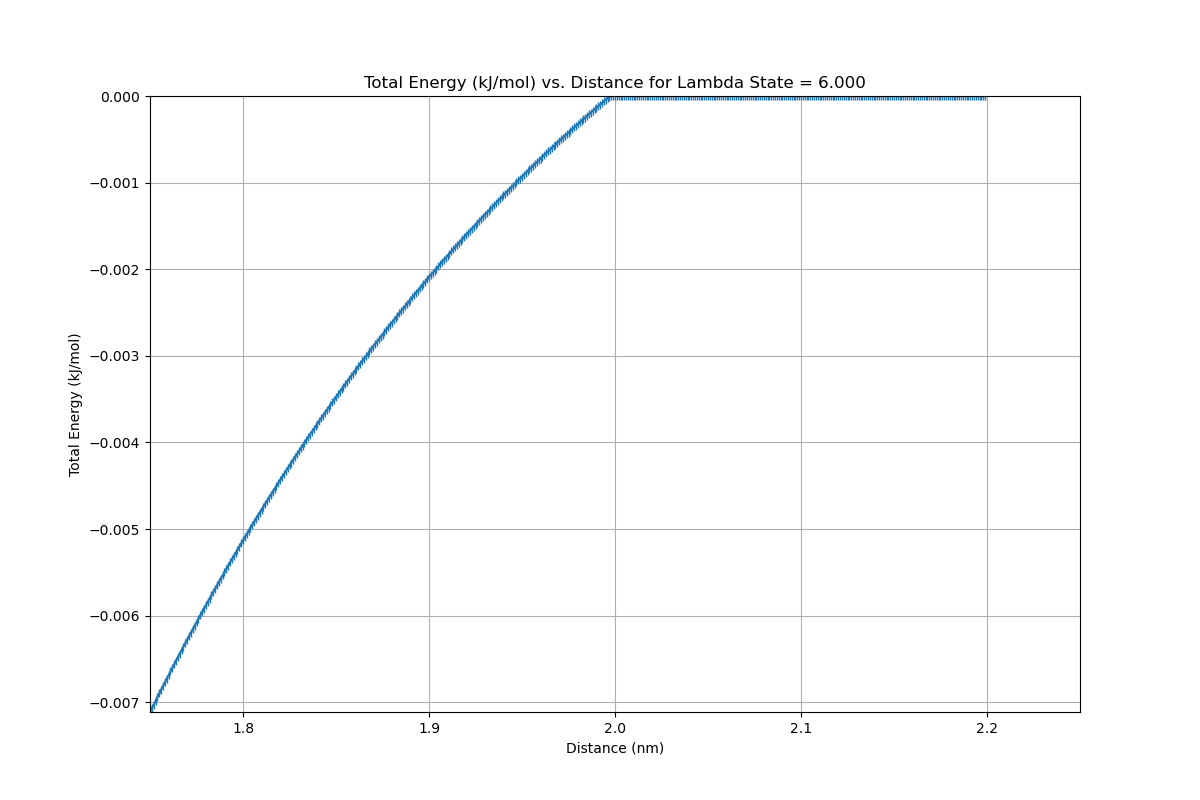 Total Energy (kJ/mol) vs. Distance for Lambda State = 6.000
0.000
−0.001
−0.002
−0.003
−0.004
−0.005
−0.006
−0.007
Total Energy (kJ/mol)
1.8 1.9 2.0 2.1 2.2
Distance (nm)